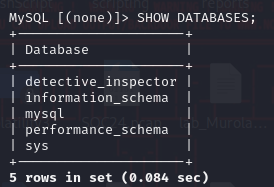 MySQL [(none)]> SHOW DATABASES;
+--------------------+
| Database           |
+--------------------+
| detective_inspector |
| information_schema |
| mysql              |
| performance_schema |
| sys                |
+--------------------+
5 rows in set (0.084 sec)